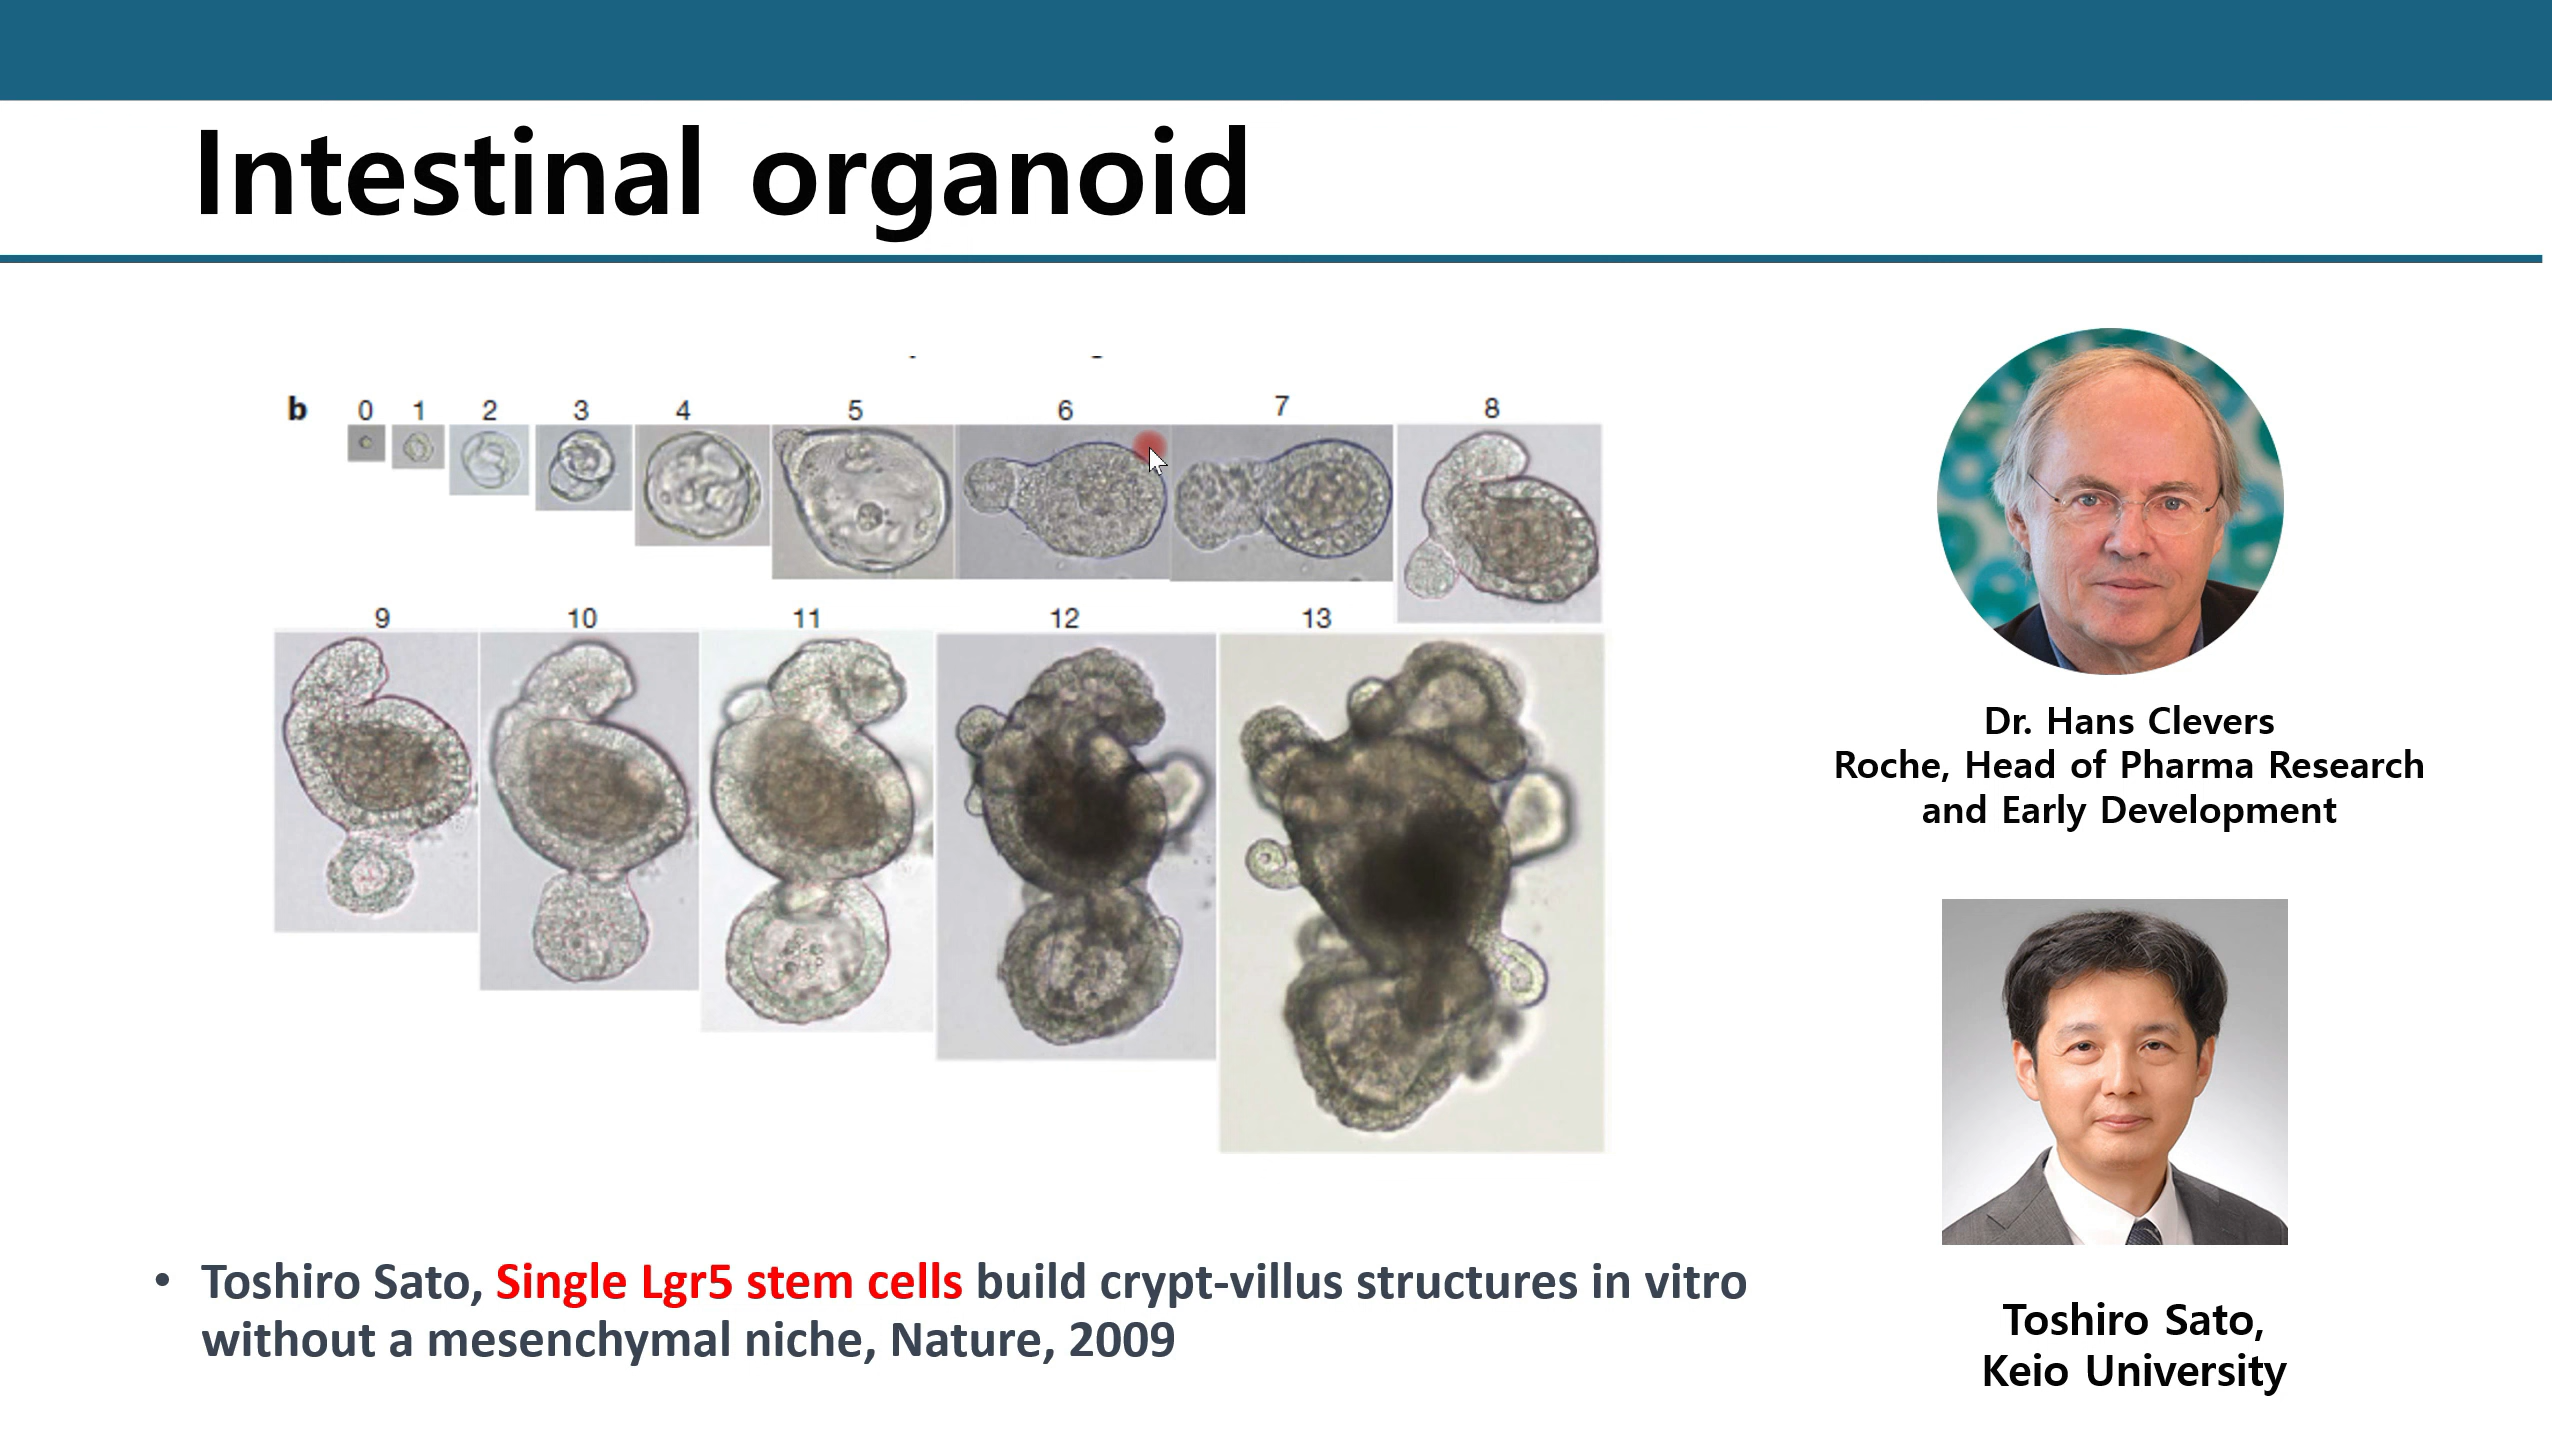 Intestinal organoid
b 0 1 2 3 4 5 6 7 8
9 10 11 12 13
Dr. Hans Clevers
Roche, Head of Pharma Research
and Early Development
• Toshiro Sato, Single Lgr5 stem cells build crypt-villus structures in vitro
without a mesenchymal niche, Nature, 2009
Toshiro Sato,
Keio University